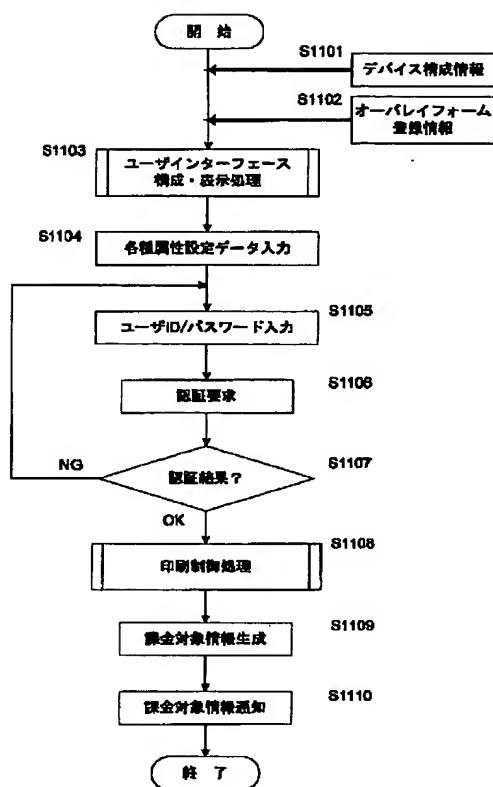 開 始
S1101
デバイス構成情報
S1102
オーバレイフォーム
登録情報
S1103
ユーザインターフェース
構成・表示処理
S1104
各種属性設定データ入力
S1105
ユーザID/パスワード入力
S1106
認証要求
S1107
認証結果?
NG
OK
S1108
印刷制御処理
S1109
課金対象情報生成
S1110
課金対象情報通知
終 了